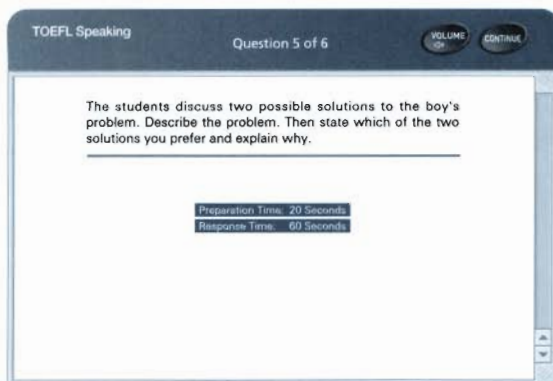 TOEFL Speaking
Question 5 of 6
VOLUME
CONTINUE
The students discuss two possible solutions to the boy's
problem. Describe the problem. Then state which of the two
solutions you prefer and explain why.
Preparation Time: 20 Seconds
Response Time: 60 Seconds